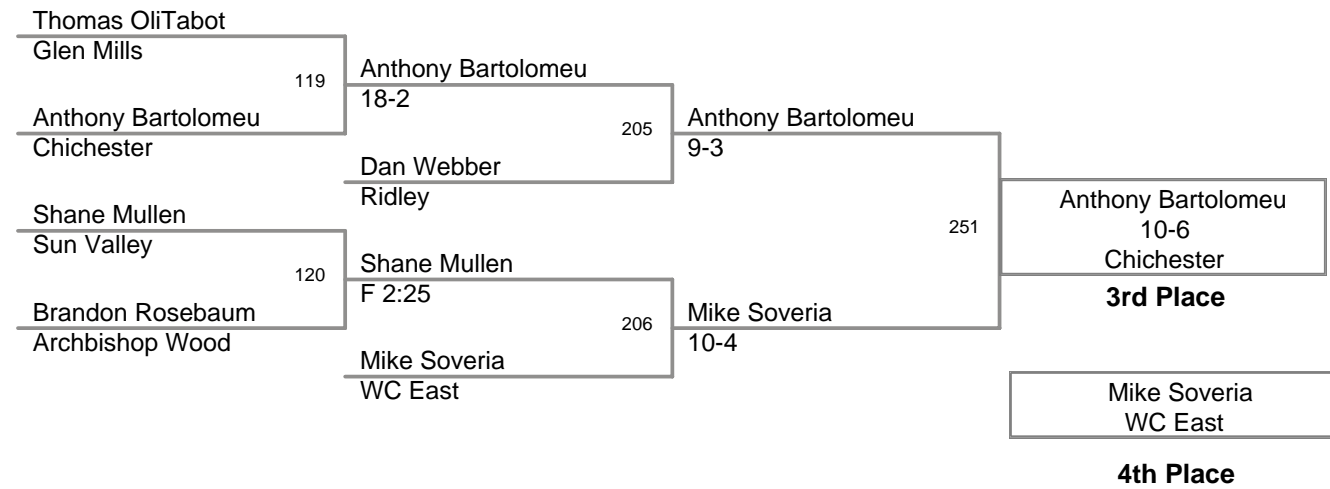 Thomas OliTabot
Glen Mills
119
Anthony Bartolomeu
Chichester
Anthony Bartolomeu
18-2
205
Dan Webber
Ridley
Anthony Bartolomeu
9-3
Shane Mullen
Sun Valley
120
Brandon Rosebaum
Archbishop Wood
Shane Mullen
F 2:25
206
Mike Soveria
WC East
Mike Soveria
10-4
251
Anthony Bartolomeu
10-6
Chichester
3rd Place
Mike Soveria
WC East
4th Place